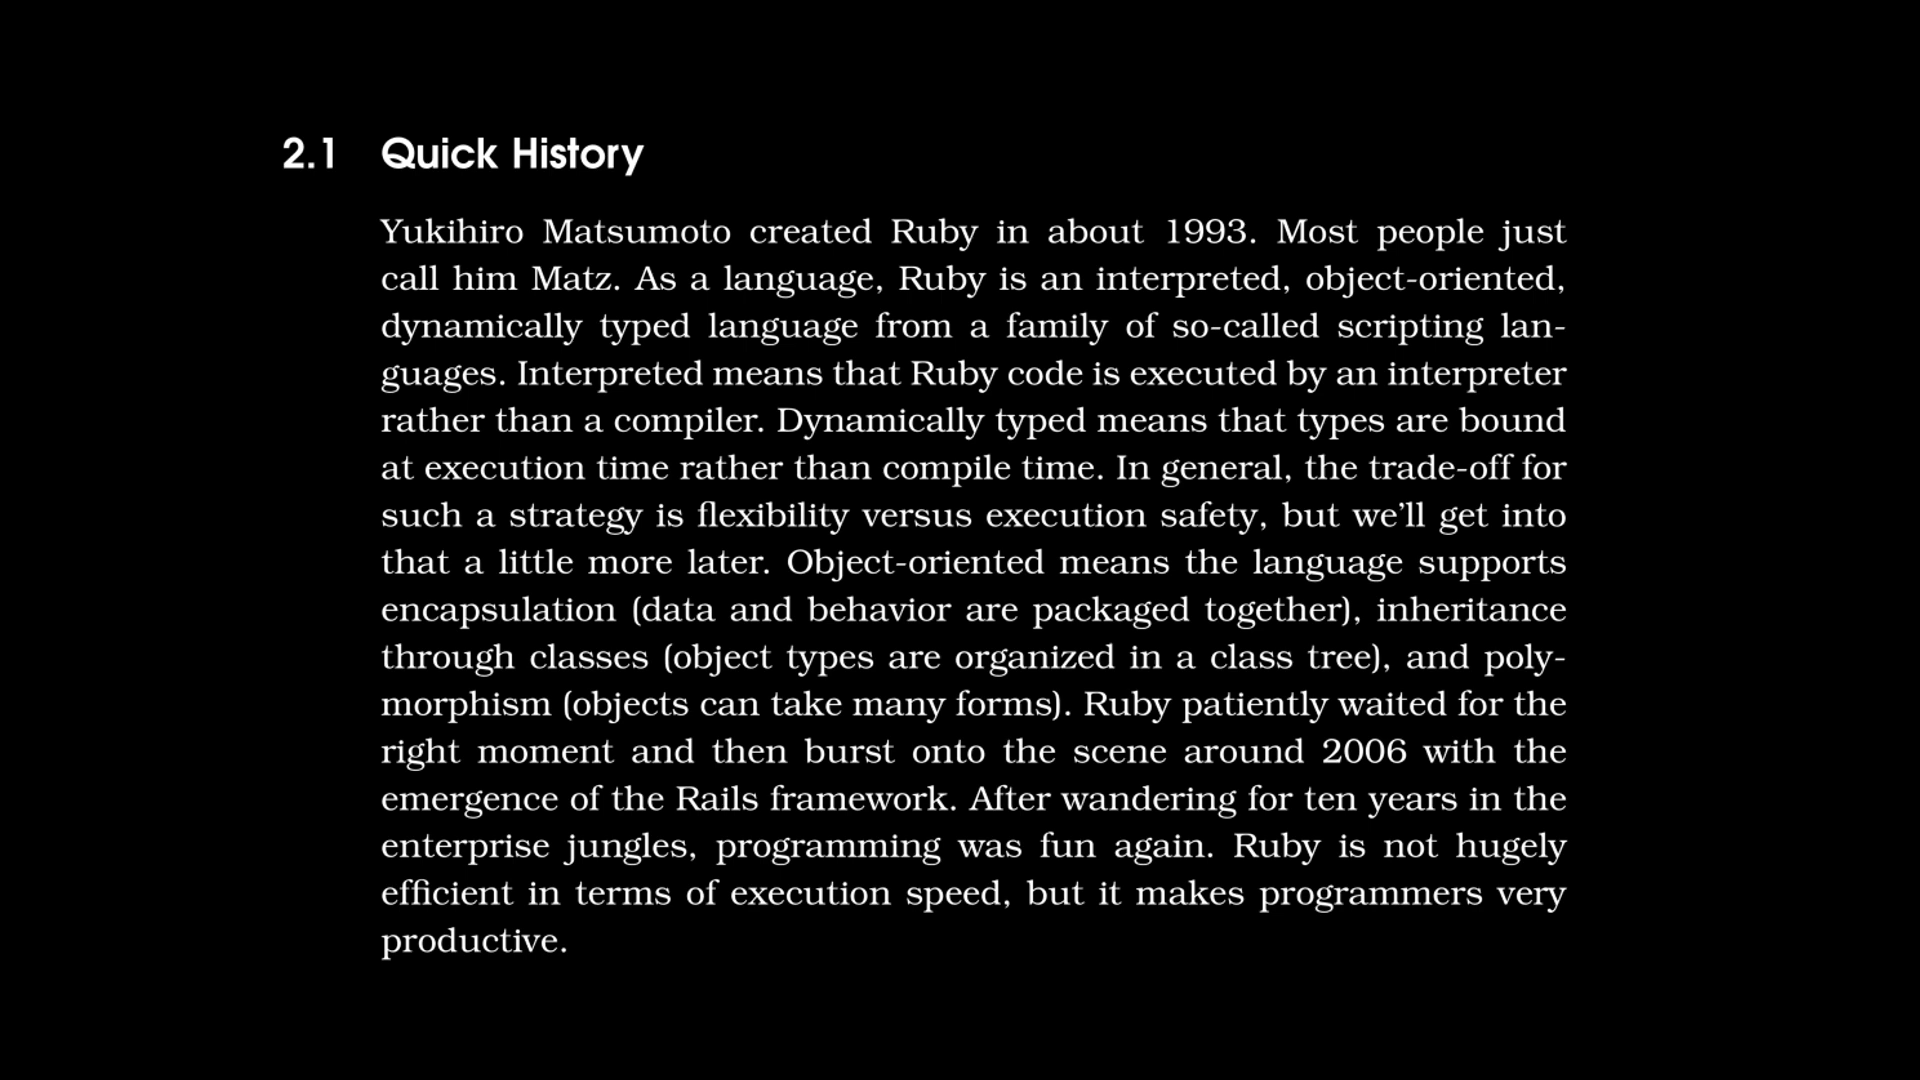 2.1 Quick History
Yukihiro Matsumoto created Ruby in about 1993. Most people just
call him Matz. As a language, Ruby is an interpreted, object-oriented,
dynamically typed language from a family of so-called scripting lan-
guages. Interpreted means that Ruby code is executed by an interpreter
rather than a compiler. Dynamically typed means that types are bound
at execution time rather than compile time. In general, the trade-off for
such a strategy is flexibility versus execution safety, but we’ll get into
that a little more later. Object-oriented means the language supports
encapsulation (data and behavior are packaged together), inheritance
through classes (object types are organized in a class tree), and poly-
morphism (objects can take many forms). Ruby patiently waited for the
right moment and then burst onto the scene around 2006 with the
emergence of the Rails framework. After wandering for ten years in the
enterprise jungles, programming was fun again. Ruby is not hugely
efficient in terms of execution speed, but it makes programmers very
productive.